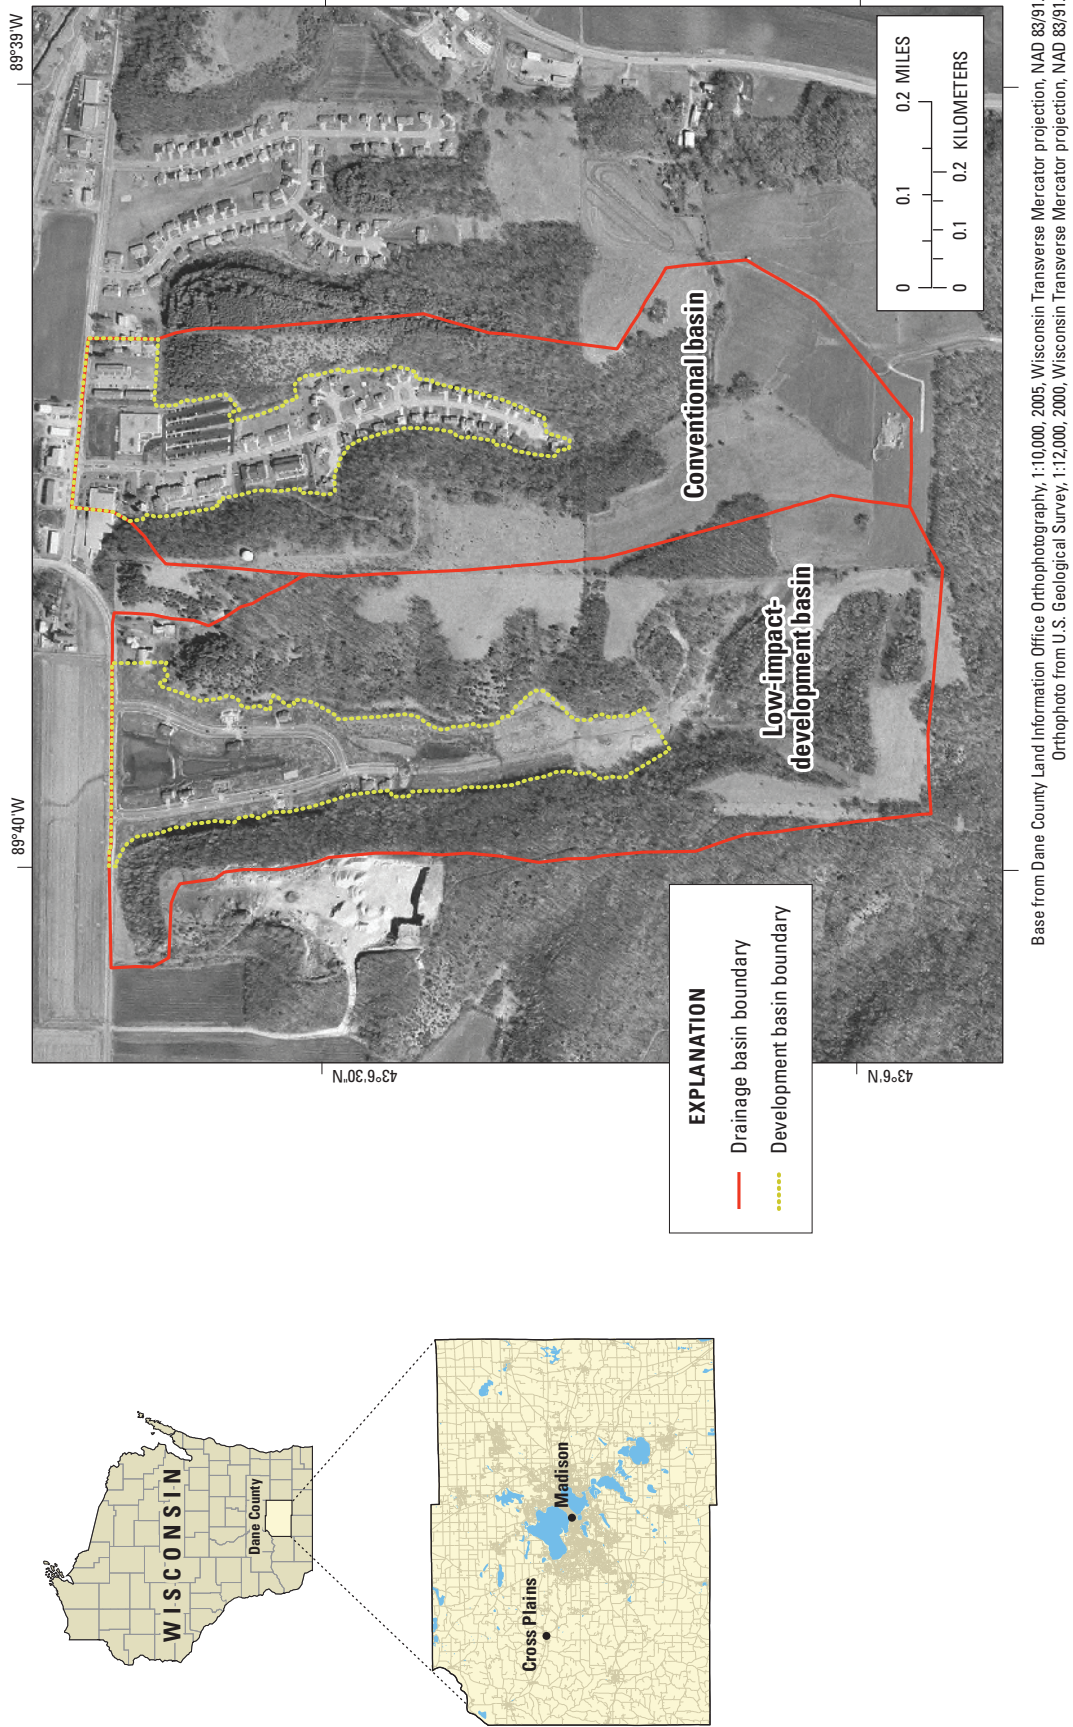 WISCONSIN
Dane County
Cross Plains
Madison
89°40'W
89°39'W
43°6'30"N
43°6'N
Conventional basin
Low-impact-
development basin
EXPLANATION
Drainage basin boundary
Development basin boundary
0 0.1 0.2 MILES
0 0.1 0.2 KILOMETERS
Base from Dane County Land Information Office Orthophotography, 1:10,000, 2005, Wisconsin Transverse Mercator projection, NAD 83/91.
Orthophoto from U.S. Geological Survey, 1:12,000, 2000, Wisconsin Transverse Mercator projection, NAD 83/91.